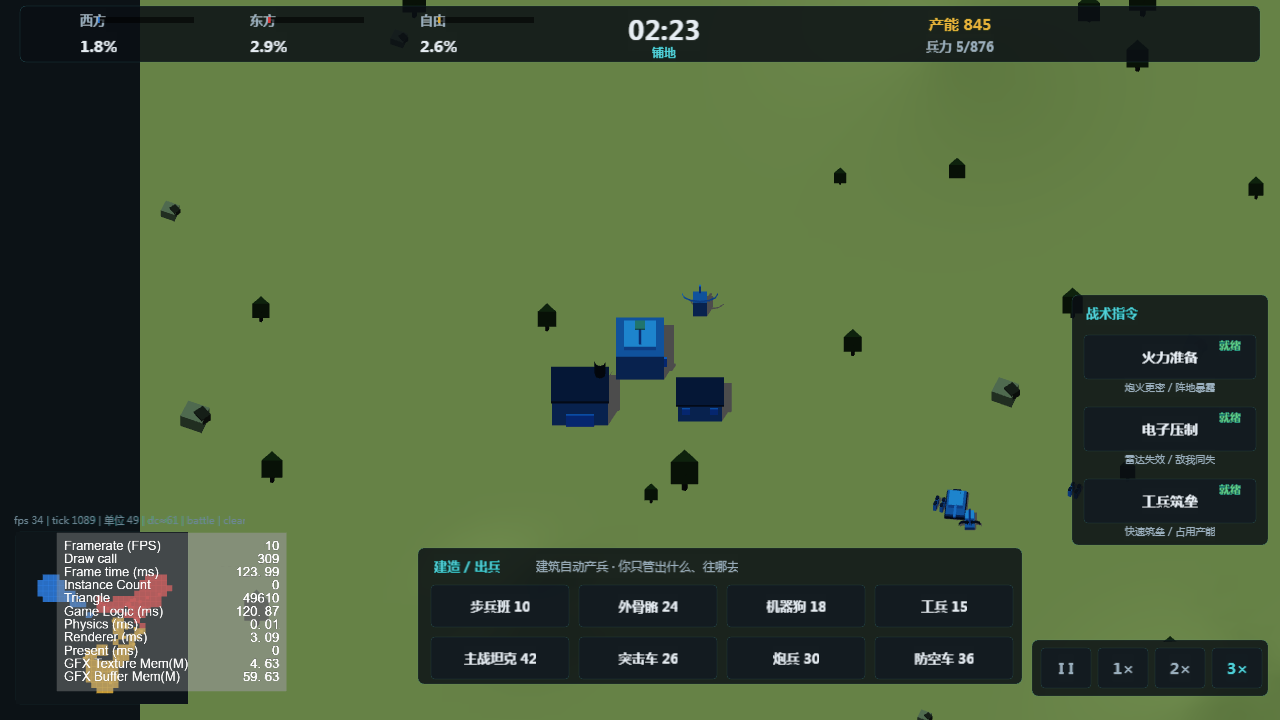 西方 东方 自由
1.8% 2.9% 2.6%
02:23
铺地
产能 845
兵力 5/876
战术指令
火力准备 就绪
炮火更密 / 阵地暴露
电子压制 就绪
雷达失效 / 敌我同失
工兵筑垒 就绪
快速筑垒 / 占用产能
fps 34 | tick 1089 | 单位 49 | dcw68 | battle | clear
Framerate (FPS) 10
Draw call 309
Frame time (ms) 123.99
Instance Count 0
Triangle 49610
Game Logic (ms) 120.87
Physics (ms) 0.01
Renderer (ms) 3.09
Present (ms) 0
GFX Texture Mem(M) 4.63
GFX Buffer Mem(M) 59.63
建造 / 出兵 建筑自动产兵 · 你只管出什么、往哪去
步兵班 10 外骨骼 24 机器狗 18 工兵 15
主战坦克 42 突击车 26 炮兵 30 防空车 36
II 1× 2× 3×